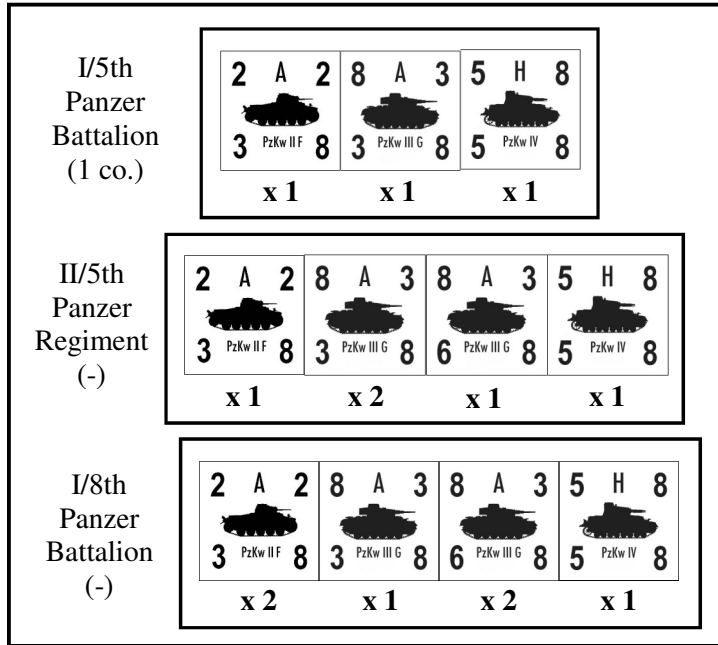 I/5th
Panzer
Battalion
(1 co.)
2 A 2
PzKw II F
3 8
8 A 3
PzKw III G
3 8
5 H 8
PzKw IV
5 8
x 1 x 1 x 1
II/5th
Panzer
Regiment
(-)
2 A 2
PzKw II F
3 8
8 A 3
PzKw III G
3 8
8 A 3
PzKw III G
6 8
5 H 8
PzKw IV
5 8
x 1 x 2 x 1 x 1
I/8th
Panzer
Battalion
(-)
2 A 2
PzKw II F
3 8
8 A 3
PzKw III G
3 8
8 A 3
PzKw III G
6 8
5 H 8
PzKw IV
5 8
x 2 x 1 x 2 x 1